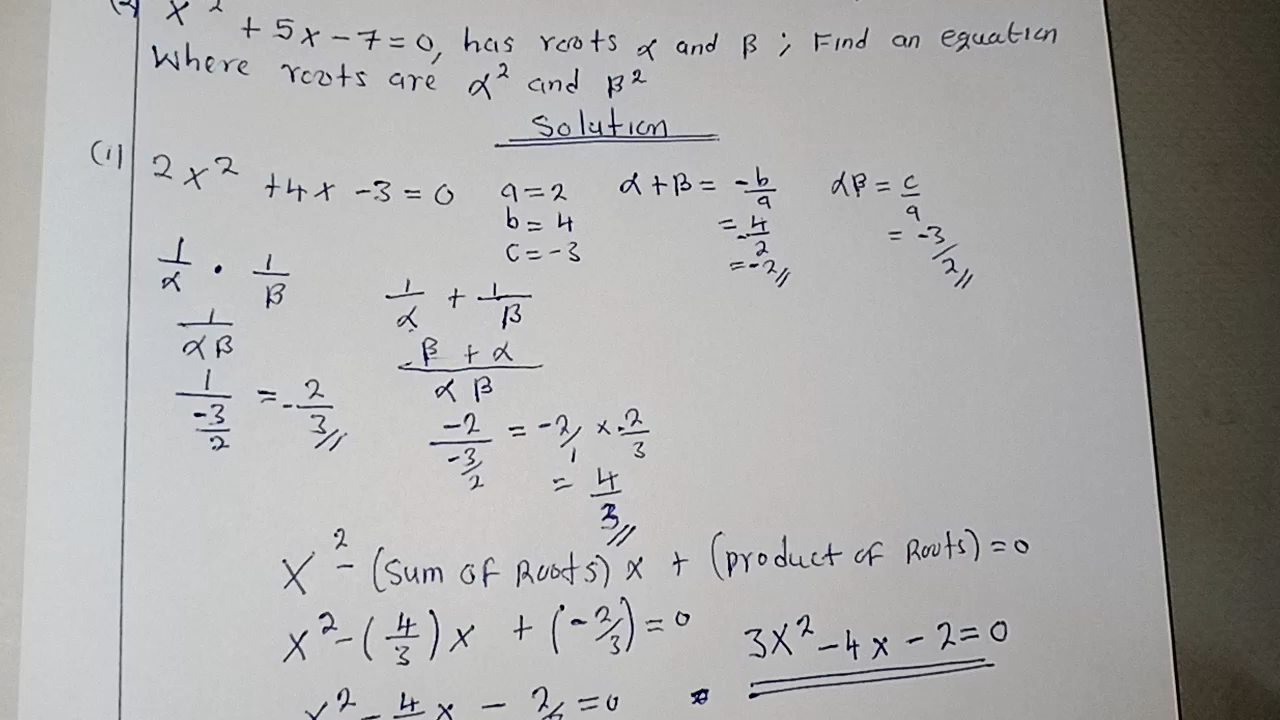 (2) x² + 5x - 7 = 0, has roots α and β ; Find an equation
Where roots are α² and β²
Solution
(1) 2x² + 4x - 3 = 0 a = 2 α + β = -b/a αβ = c/a
b = 4 = -4/2 = -3/2
c = -3 = -2
1/α · 1/β 1/α + 1/β
1/αβ β + α / αβ
1/(-3/2) = -2/3 -2/(-3/2) = -2/1 × -2/3
= 4/3
x² - (Sum of Roots) x + (product of Roots) = 0
x² - (4/3)x + (-2/3) = 0 3x² - 4x - 2 = 0
x² - 4 x - 2/ = 0